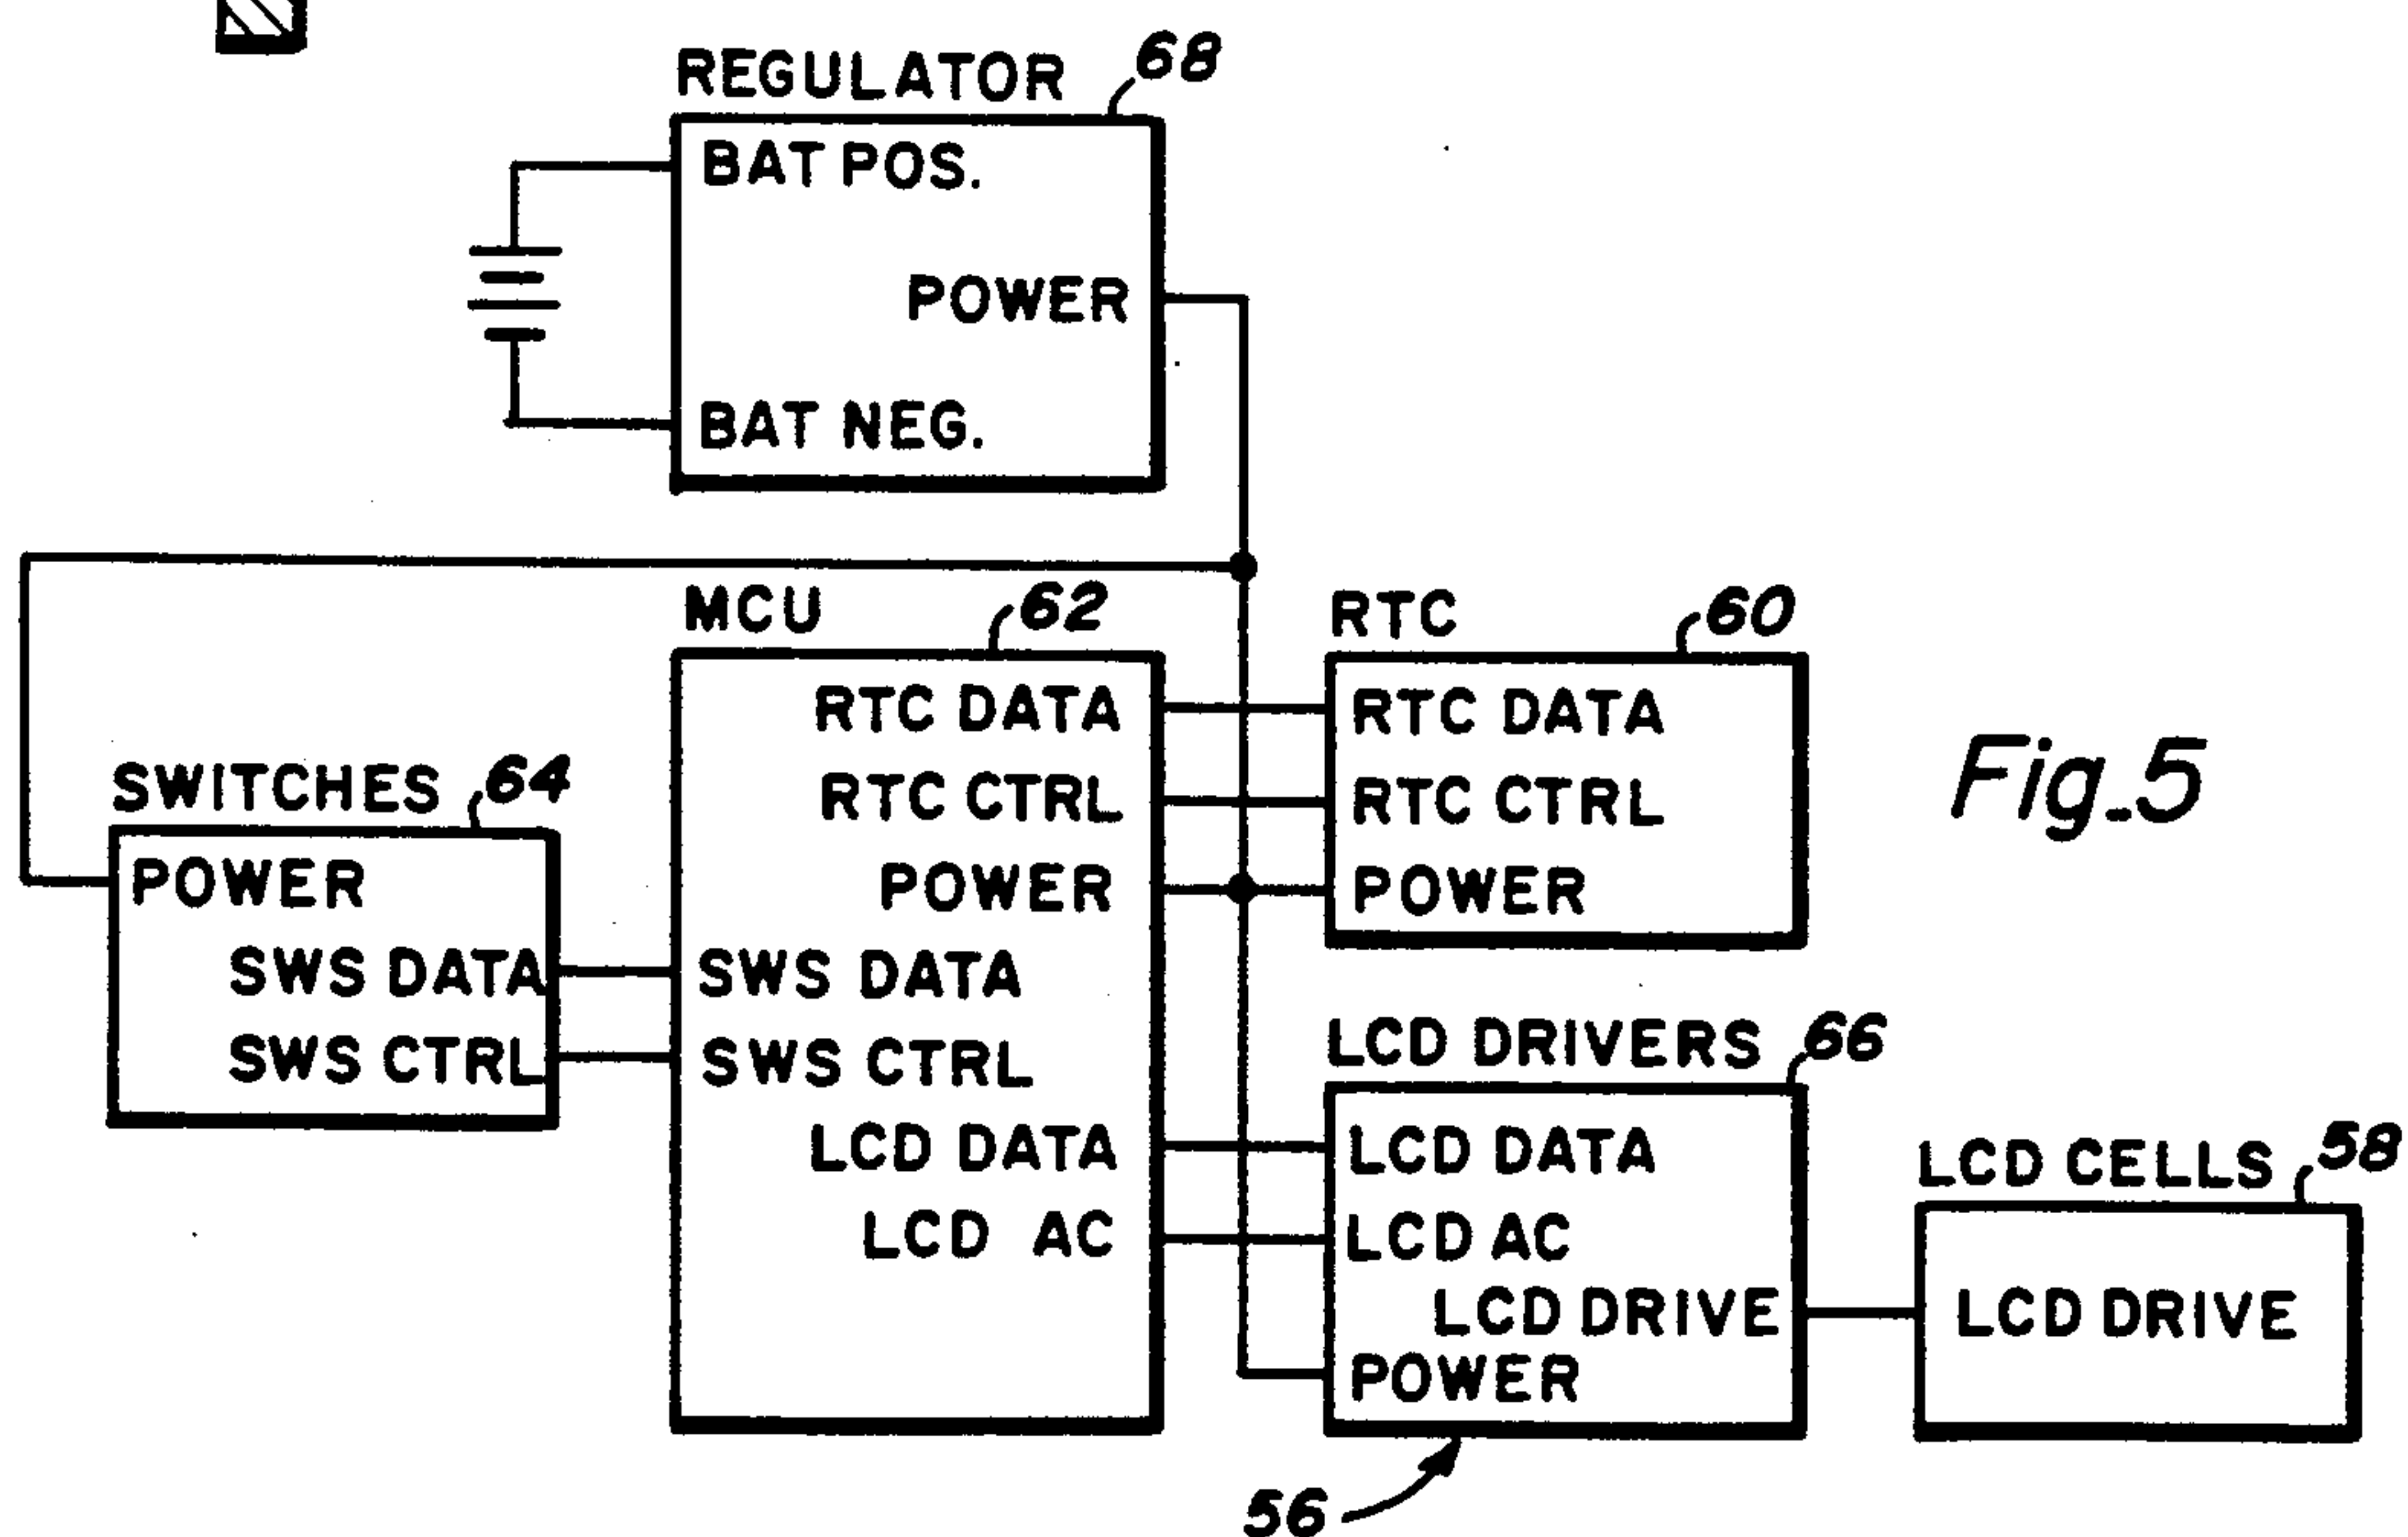 REGULATOR 68
BAT POS.
POWER
BAT NEG.
MCU 62
RTC DATA
RTC CTRL
POWER
SWS DATA
SWS CTRL
LCD DATA
LCD AC
RTC 60
RTC DATA
RTC CTRL
POWER
Fig. 5
SWITCHES 64
POWER
SWS DATA
SWS CTRL
LCD DRIVERS 66
LCD DATA
LCD AC
LCD DRIVE
POWER
LCD CELLS 58
LCD DRIVE
56